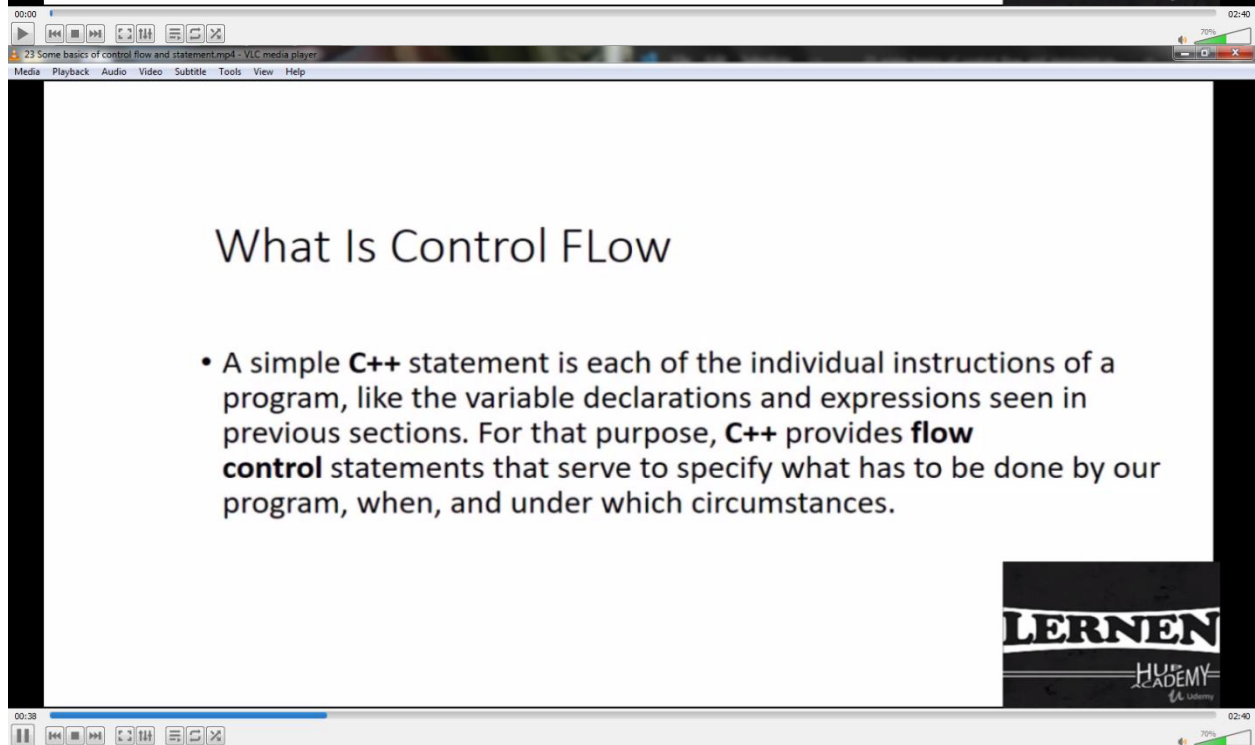 00:00
02:40
70%
23 Some basics of control flow and statement.mp4 - VLC media player
Media Playback Audio Video Subtitle Tools View Help
What Is Control FLow
• A simple C++ statement is each of the individual instructions of a
program, like the variable declarations and expressions seen in
previous sections. For that purpose, C++ provides flow
control statements that serve to specify what has to be done by our
program, when, and under which circumstances.
LERNEN
HUB
ACADEMY
Udemy
00:38
02:40
70%